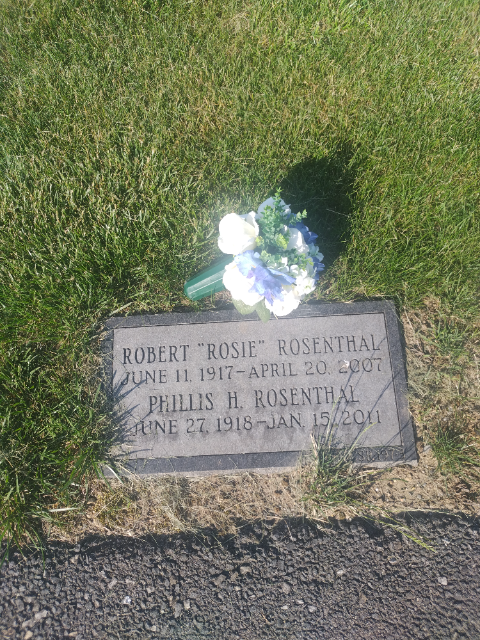 ROBERT "ROSIE" ROSENTHAL
JUNE 11, 1917–APRIL 20, 2007
PHILLIS H. ROSENTHAL
JUNE 27, 1918–JAN. 15, 2011